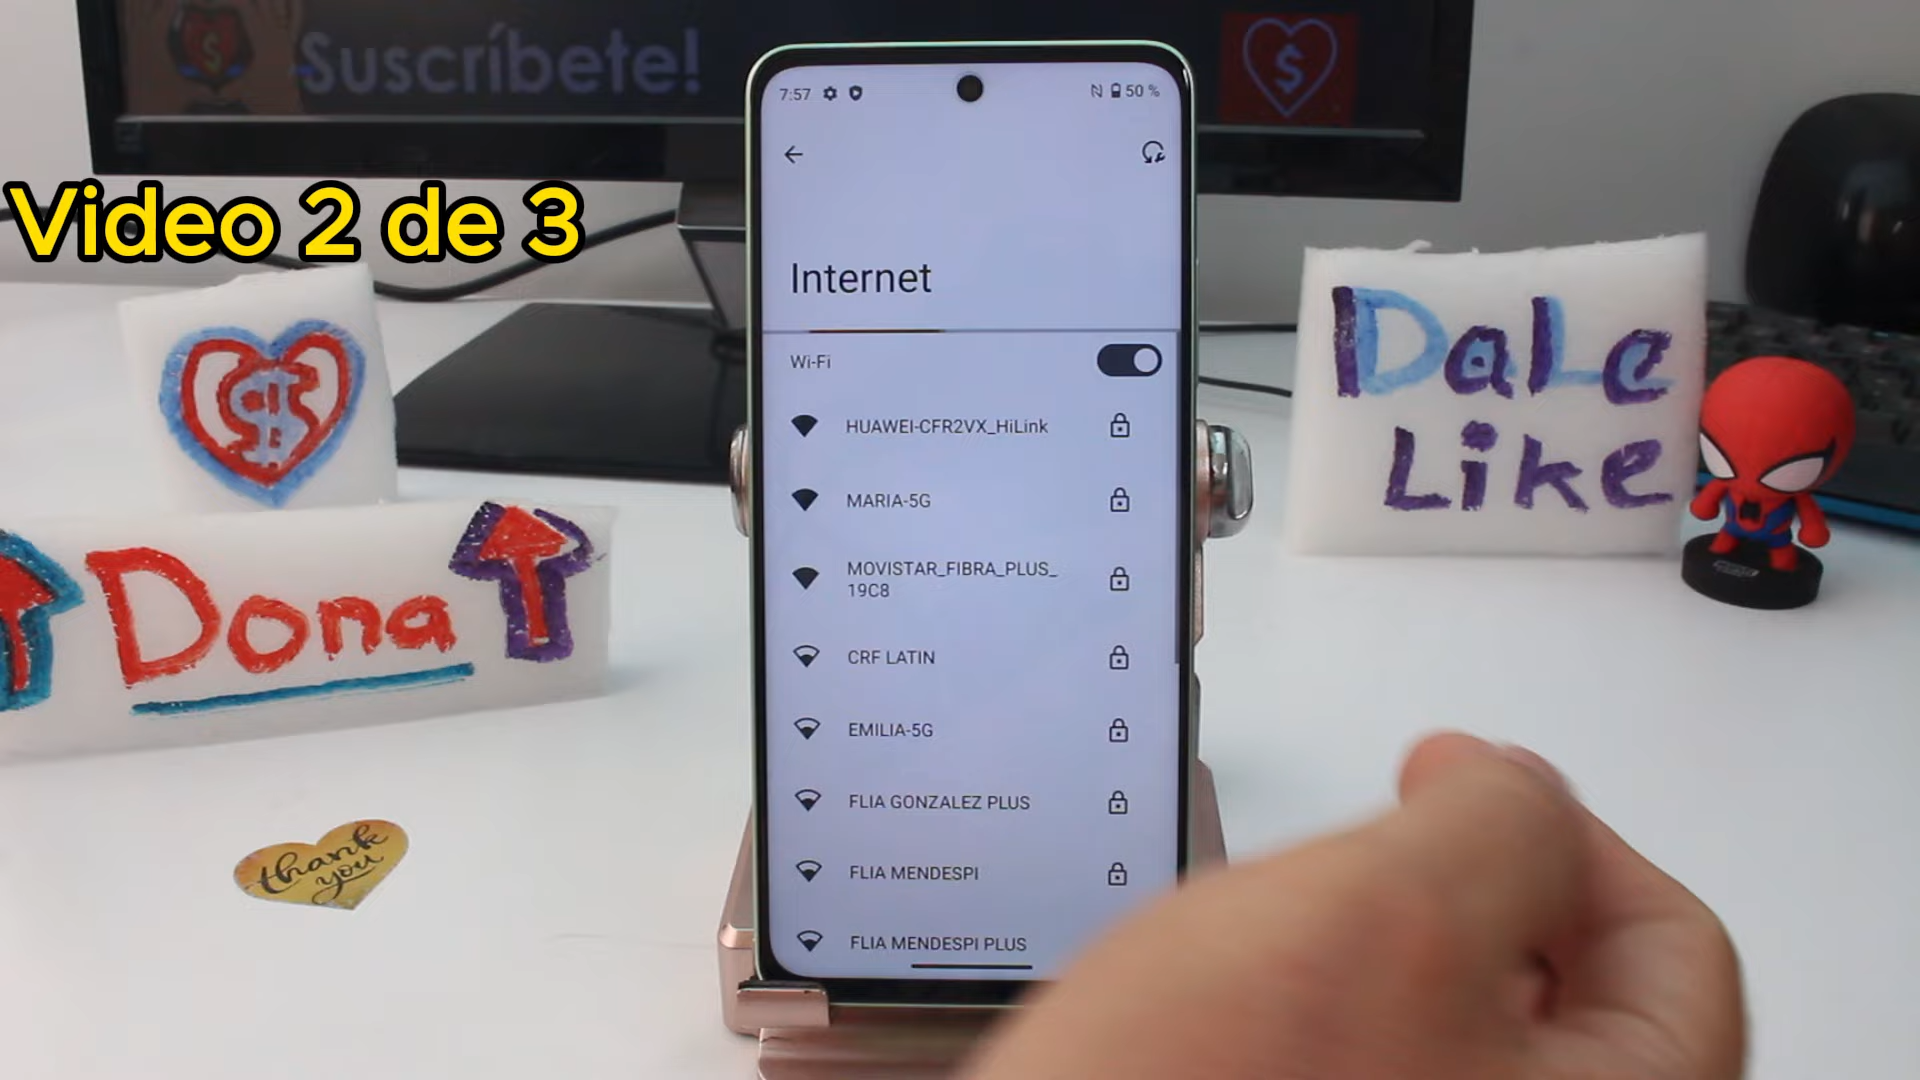 Suscríbete!
$
$
7:57
50 %
Video 2 de 3
Internet
Wi-Fi
HUAWEI-CFR2VX_HiLink
MARIA-5G
MOVISTAR_FIBRA_PLUS_
19C8
CRF LATIN
EMILIA-5G
FLIA GONZALEZ PLUS
FLIA MENDESPI
FLIA MENDESPI PLUS
$
Dona
thank
you
DaLe
Like